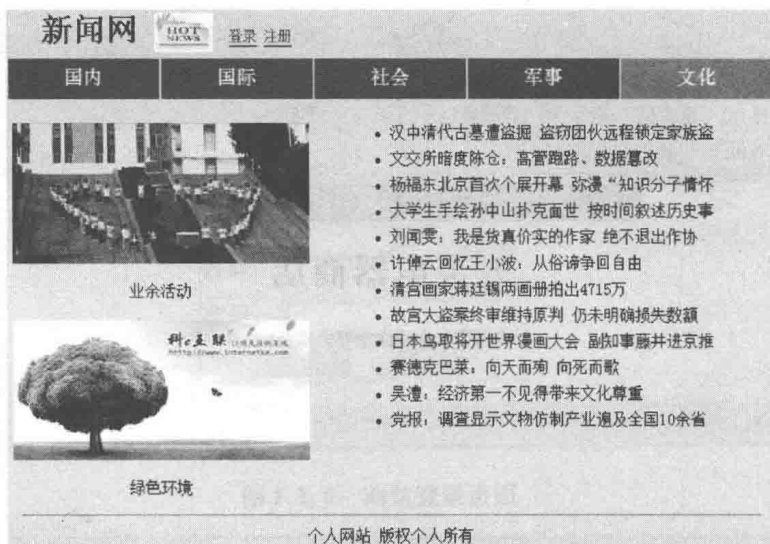 新闻网 HOT NEWS 登录 注册
国内 国际 社会 军事 文化
汉中清代古墓遭盗掘 盗窃团伙远程锁定家族盗
文交所暗度陈仓：高管跑路、数据篡改
杨福东北京首次个展开幕 弥漫“知识分子情怀
大学生手绘孙中山扑克面世 按时间叙述历史事
刘闻雯：我是货真价实的作家 绝不退出作协
许倬云回忆王小波：从俗谛争回自由
清宫画家蒋廷锡两画册拍出4715万
故宫大盗案终审维持原判 仍未明确损失数额
日本鸟取将开世界漫画大会 副知事藤井进京推
赛德克巴莱：向天而殉 向死而歌
吴澧：经济第一不见得带来文化尊重
党报：调查显示文物仿制产业遍及全国10余省
业余活动
科e互联
绿色环境
个人网站 版权个人所有